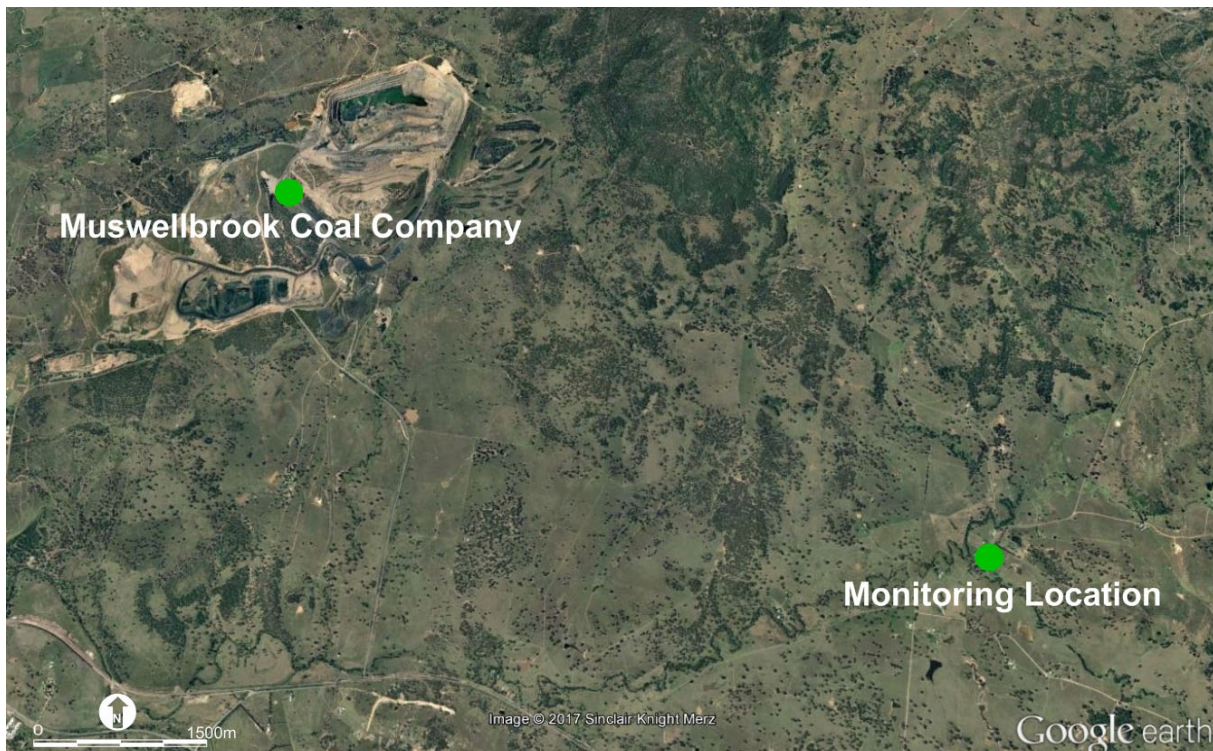 Muswellbrook Coal Company
Monitoring Location
N
0 1500m
Image © 2017 Sinclair Knight Merz
Google earth